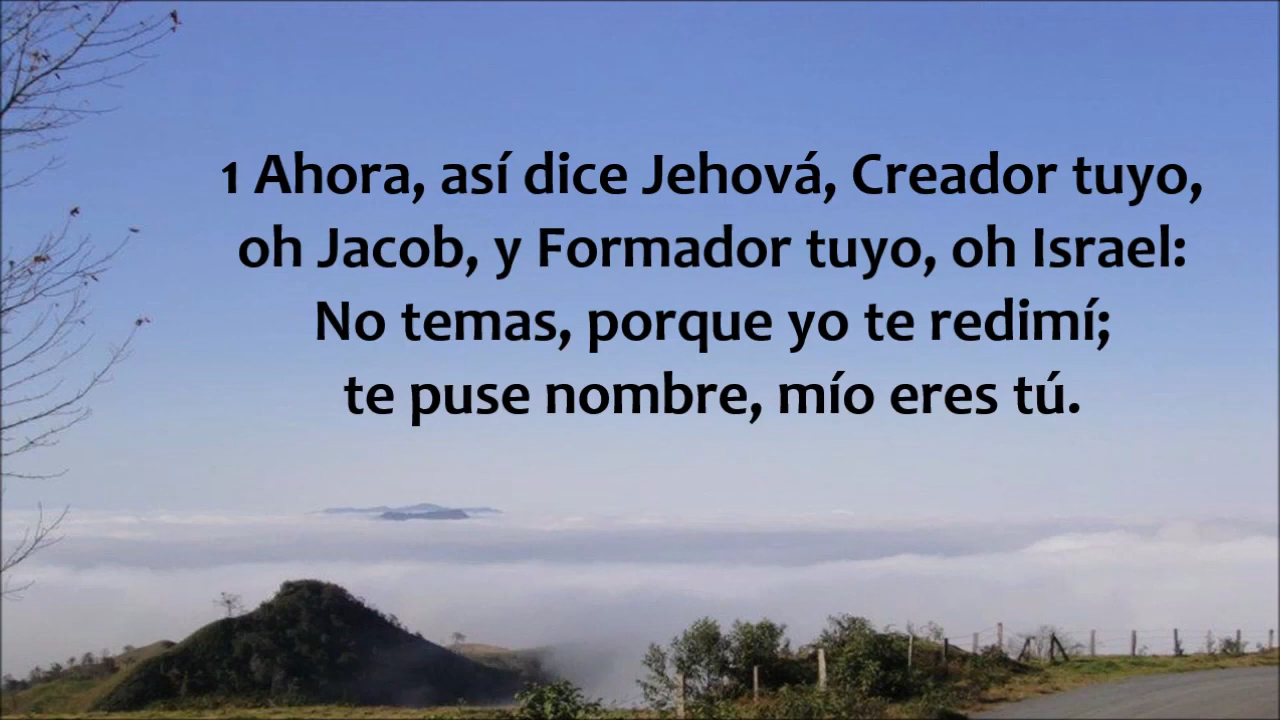 1 Ahora, así dice Jehová, Creador tuyo,
oh Jacob, y Formador tuyo, oh Israel:
No temas, porque yo te redimí;
te puse nombre, mío eres tú.